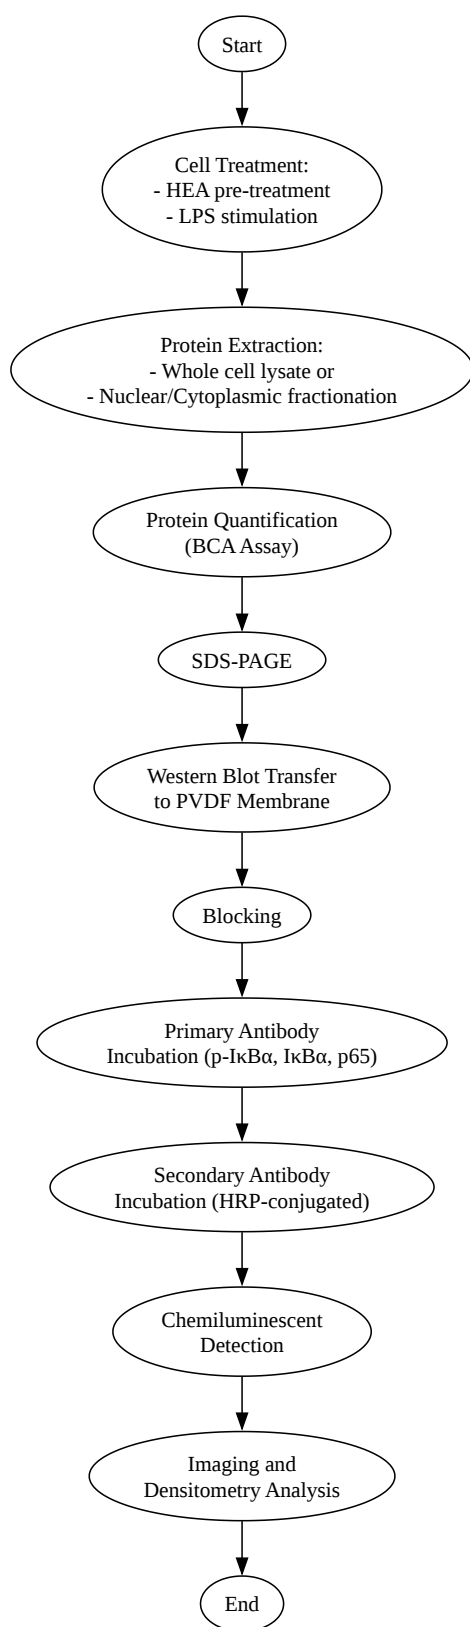 Start
Cell Treatment:
- HEA pre-treatment
- LPS stimulation
Protein Extraction:
- Whole cell lysate or
- Nuclear/Cytoplasmic fractionation
Protein Quantification
(BCA Assay)
SDS-PAGE
Western Blot Transfer
to PVDF Membrane
Blocking
Primary Antibody
Incubation (p-IκBα, IκBα, p65)
Secondary Antibody
Incubation (HRP-conjugated)
Chemiluminescent
Detection
Imaging and
Densitometry Analysis
End